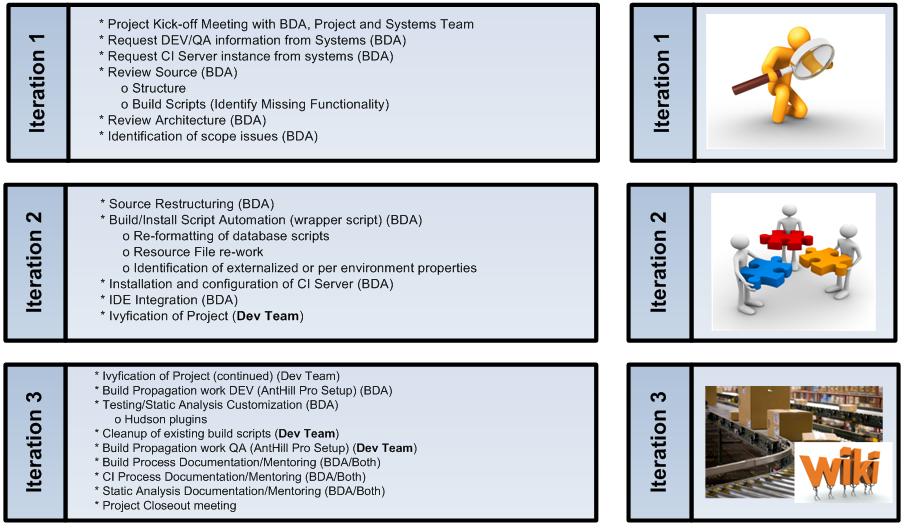 Iteration 1
* Project Kick-off Meeting with BDA, Project and Systems Team
* Request DEV/QA information from Systems (BDA)
* Request CI Server instance from systems (BDA)
* Review Source (BDA)
o Structure
o Build Scripts (Identify Missing Functionality)
* Review Architecture (BDA)
* Identification of scope issues (BDA)
Iteration 1
Iteration 2
* Source Restructuring (BDA)
* Build/Install Script Automation (wrapper script) (BDA)
o Re-formatting of database scripts
o Resource File re-work
o Identification of externalized or per environment properties
* Installation and configuration of CI Server (BDA)
* IDE Integration (BDA)
* Ivyfication of Project (Dev Team)
Iteration 2
Iteration 3
* Ivyfication of Project (continued) (Dev Team)
* Build Propagation work DEV (AntHill Pro Setup) (BDA)
* Testing/Static Analysis Customization (BDA)
o Hudson plugins
* Cleanup of existing build scripts (Dev Team)
* Build Propagation work QA (AntHill Pro Setup) (Dev Team)
* Build Process Documentation/Mentoring (BDA/Both)
* CI Process Documentation/Mentoring (BDA/Both)
* Static Analysis Documentation/Mentoring (BDA/Both)
* Project Closeout meeting
Iteration 3
wiki